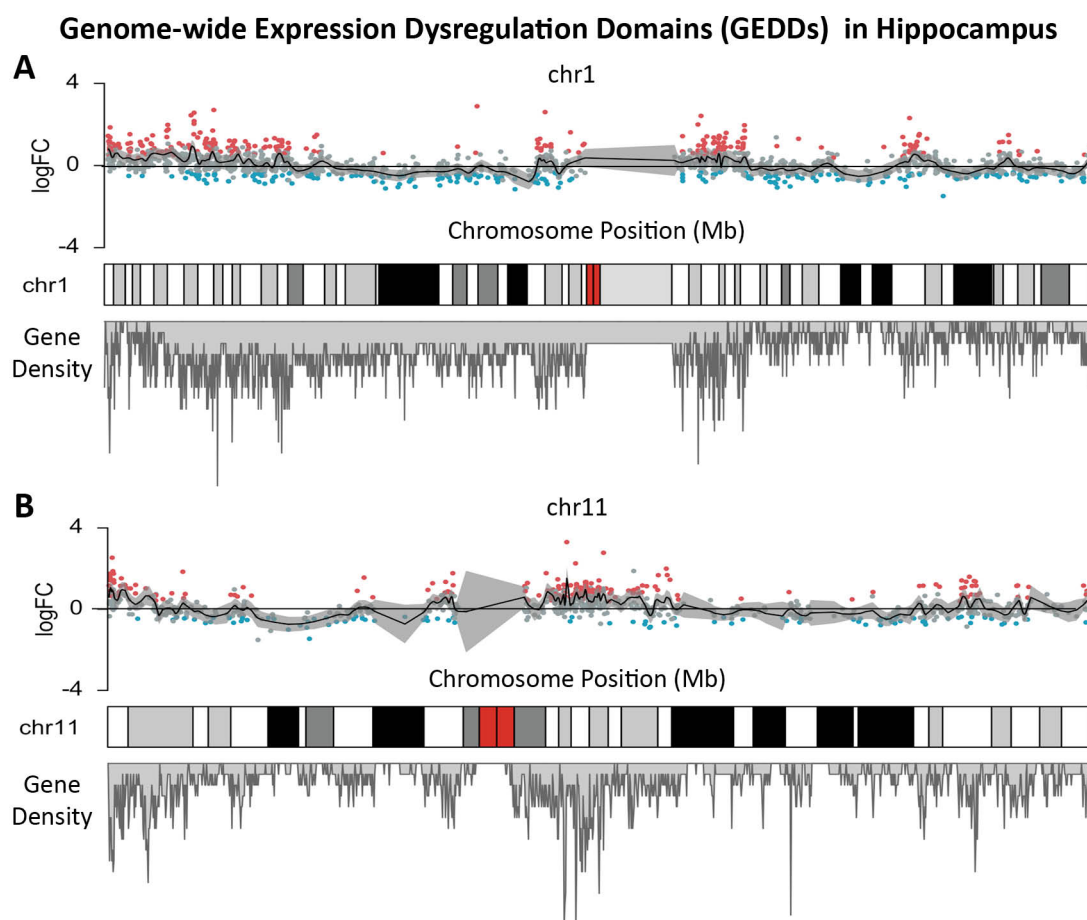 Genome-wide Expression Dysregulation Domains (GEDDs) in Hippocampus
A
chr1
4
0
-4
logFC
Chromosome Position (Mb)
chr1
Gene
Density
B
chr11
4
0
-4
logFC
Chromosome Position (Mb)
chr11
Gene
Density